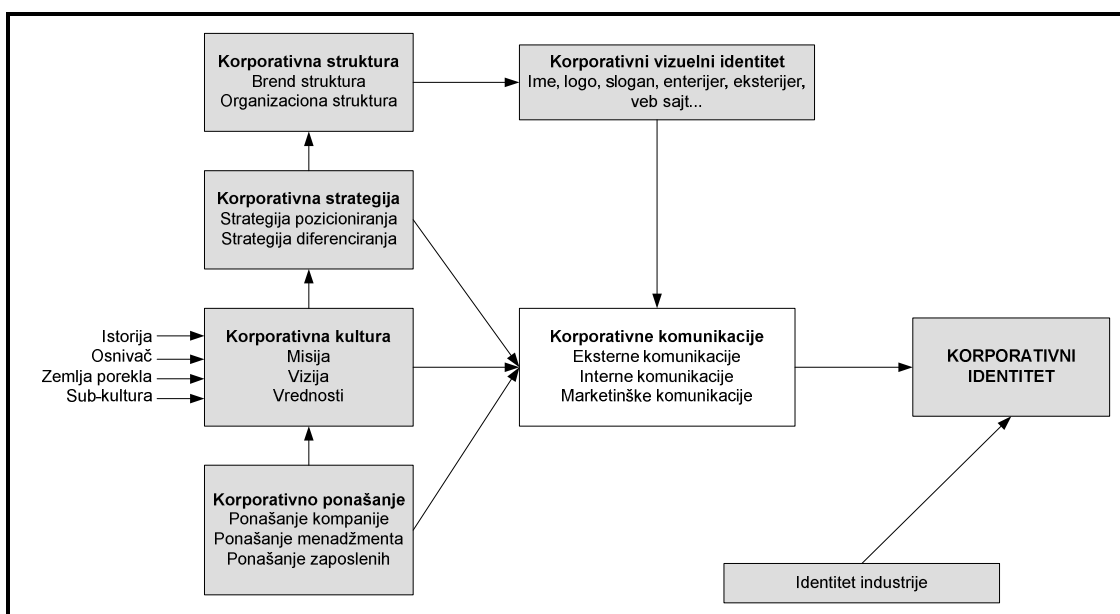 Korporativna struktura
Brend struktura
Organizaciona struktura
Korporativni vizuelni identitet
Ime, logo, slogan, enterijer, eksterijer,
veb sajt...
Korporativna strategija
Strategija pozicioniranja
Strategija diferenciranja
Istorija
Osnivač
Zemlja porekla
Sub-kultura
Korporativna kultura
Misija
Vizija
Vrednosti
Korporativne komunikacije
Eksterne komunikacije
Interne komunikacije
Marketinške komunikacije
KORPORATIVNI
IDENTITET
Korporativno ponašanje
Ponašanje kompanije
Ponašanje menadžmenta
Ponašanje zaposlenih
Identitet industrije